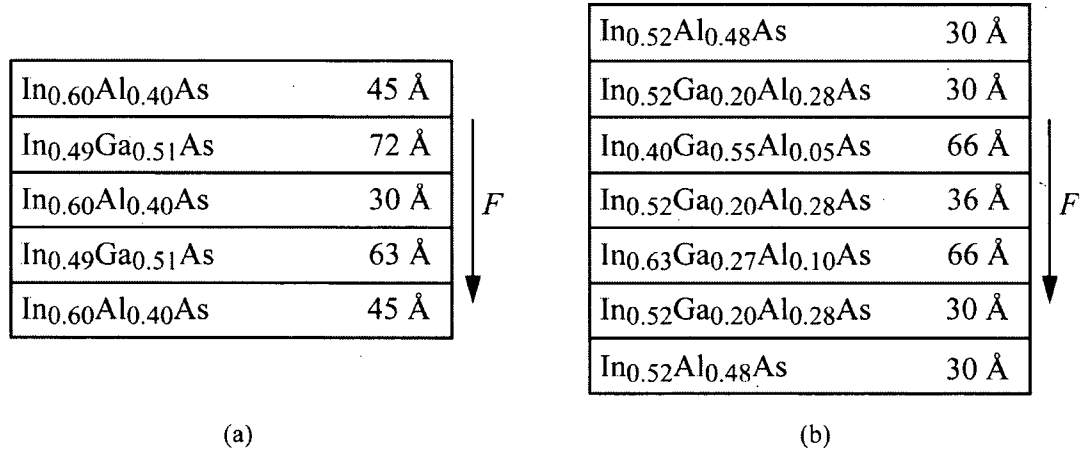 In0.60Al0.40As 45 Å
In0.49Ga0.51As 72 Å
In0.60Al0.40As 30 Å
In0.49Ga0.51As 63 Å
In0.60Al0.40As 45 Å
F
(a)
In0.52Al0.48As 30 Å
In0.52Ga0.20Al0.28As 30 Å
In0.40Ga0.55Al0.05As 66 Å
In0.52Ga0.20Al0.28As 36 Å
In0.63Ga0.27Al0.10As 66 Å
In0.52Ga0.20Al0.28As 30 Å
In0.52Al0.48As 30 Å
F
(b)